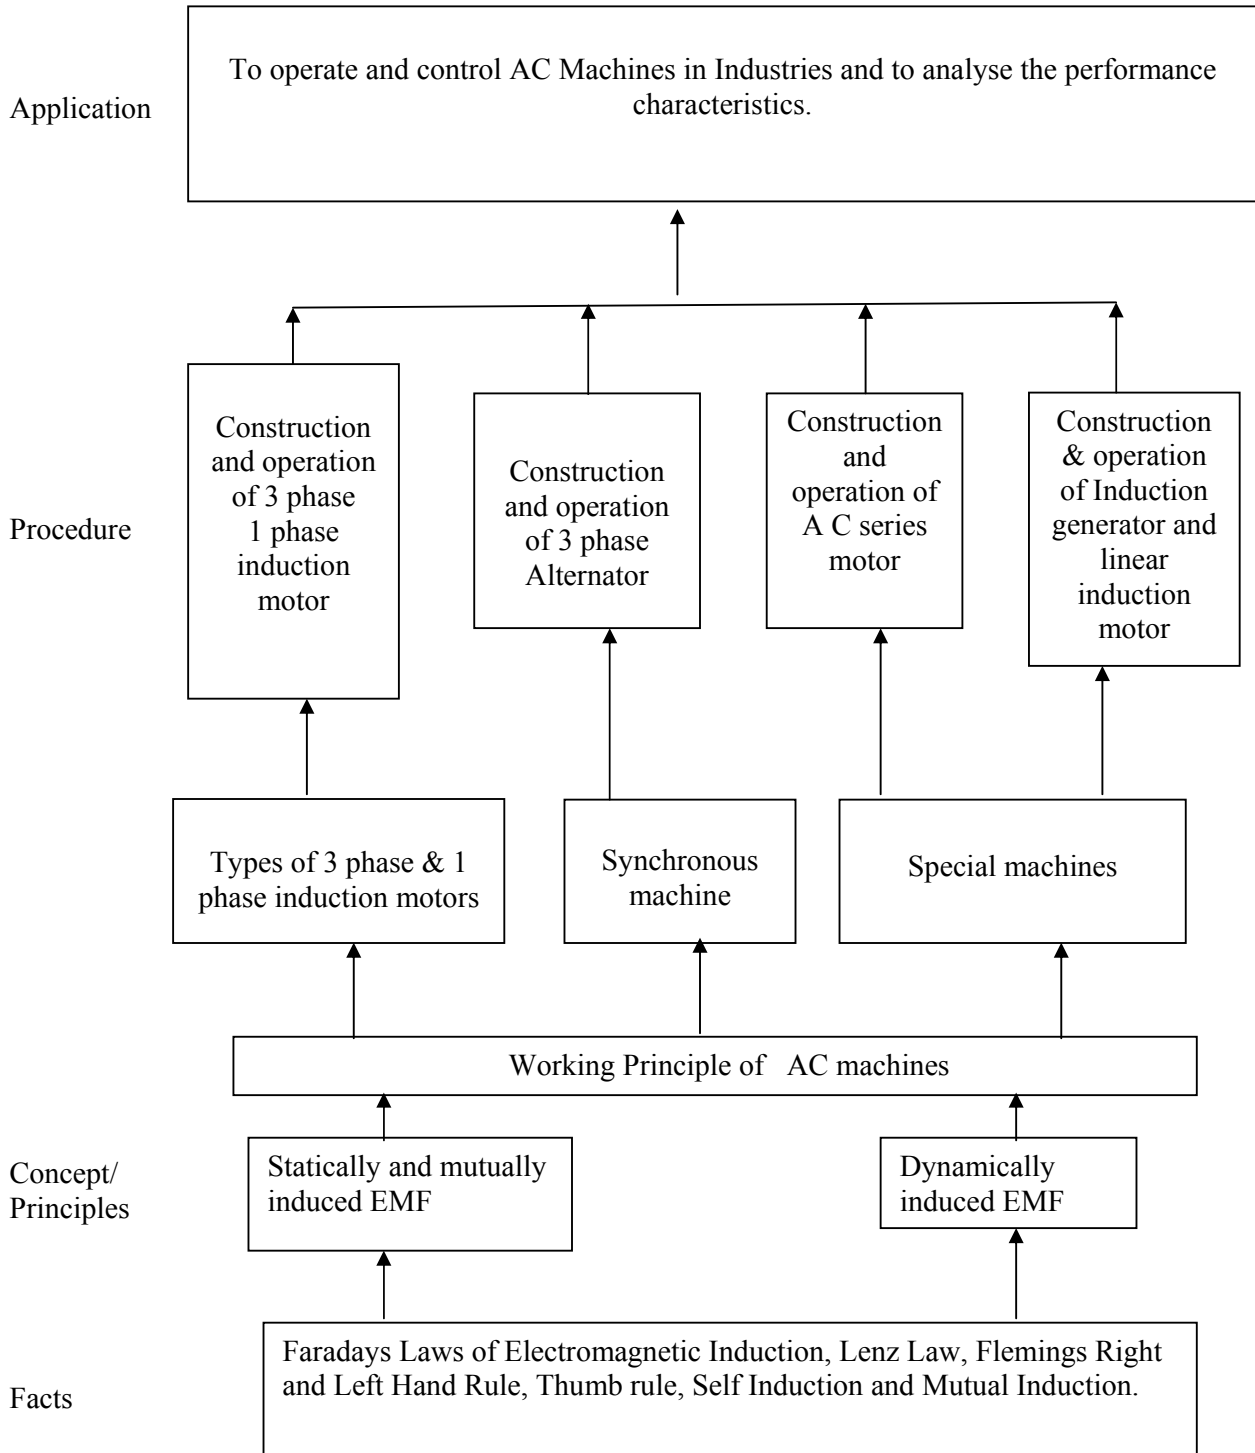 To operate and control AC Machines in Industries and to analyse the performance
characteristics.
Application
Construction
and operation
of 3 phase
1 phase
induction
motor
Construction
and operation
of 3 phase
Alternator
Construction
and
operation of
A C series
motor
Construction
& operation
of Induction
generator and
linear
induction
motor
Procedure
Types of 3 phase & 1
phase induction motors
Synchronous
machine
Special machines
Working Principle of AC machines
Concept/
Principles
Statically and mutually
induced EMF
Dynamically
induced EMF
Faradays Laws of Electromagnetic Induction, Lenz Law, Flemings Right
and Left Hand Rule, Thumb rule, Self Induction and Mutual Induction.
Facts